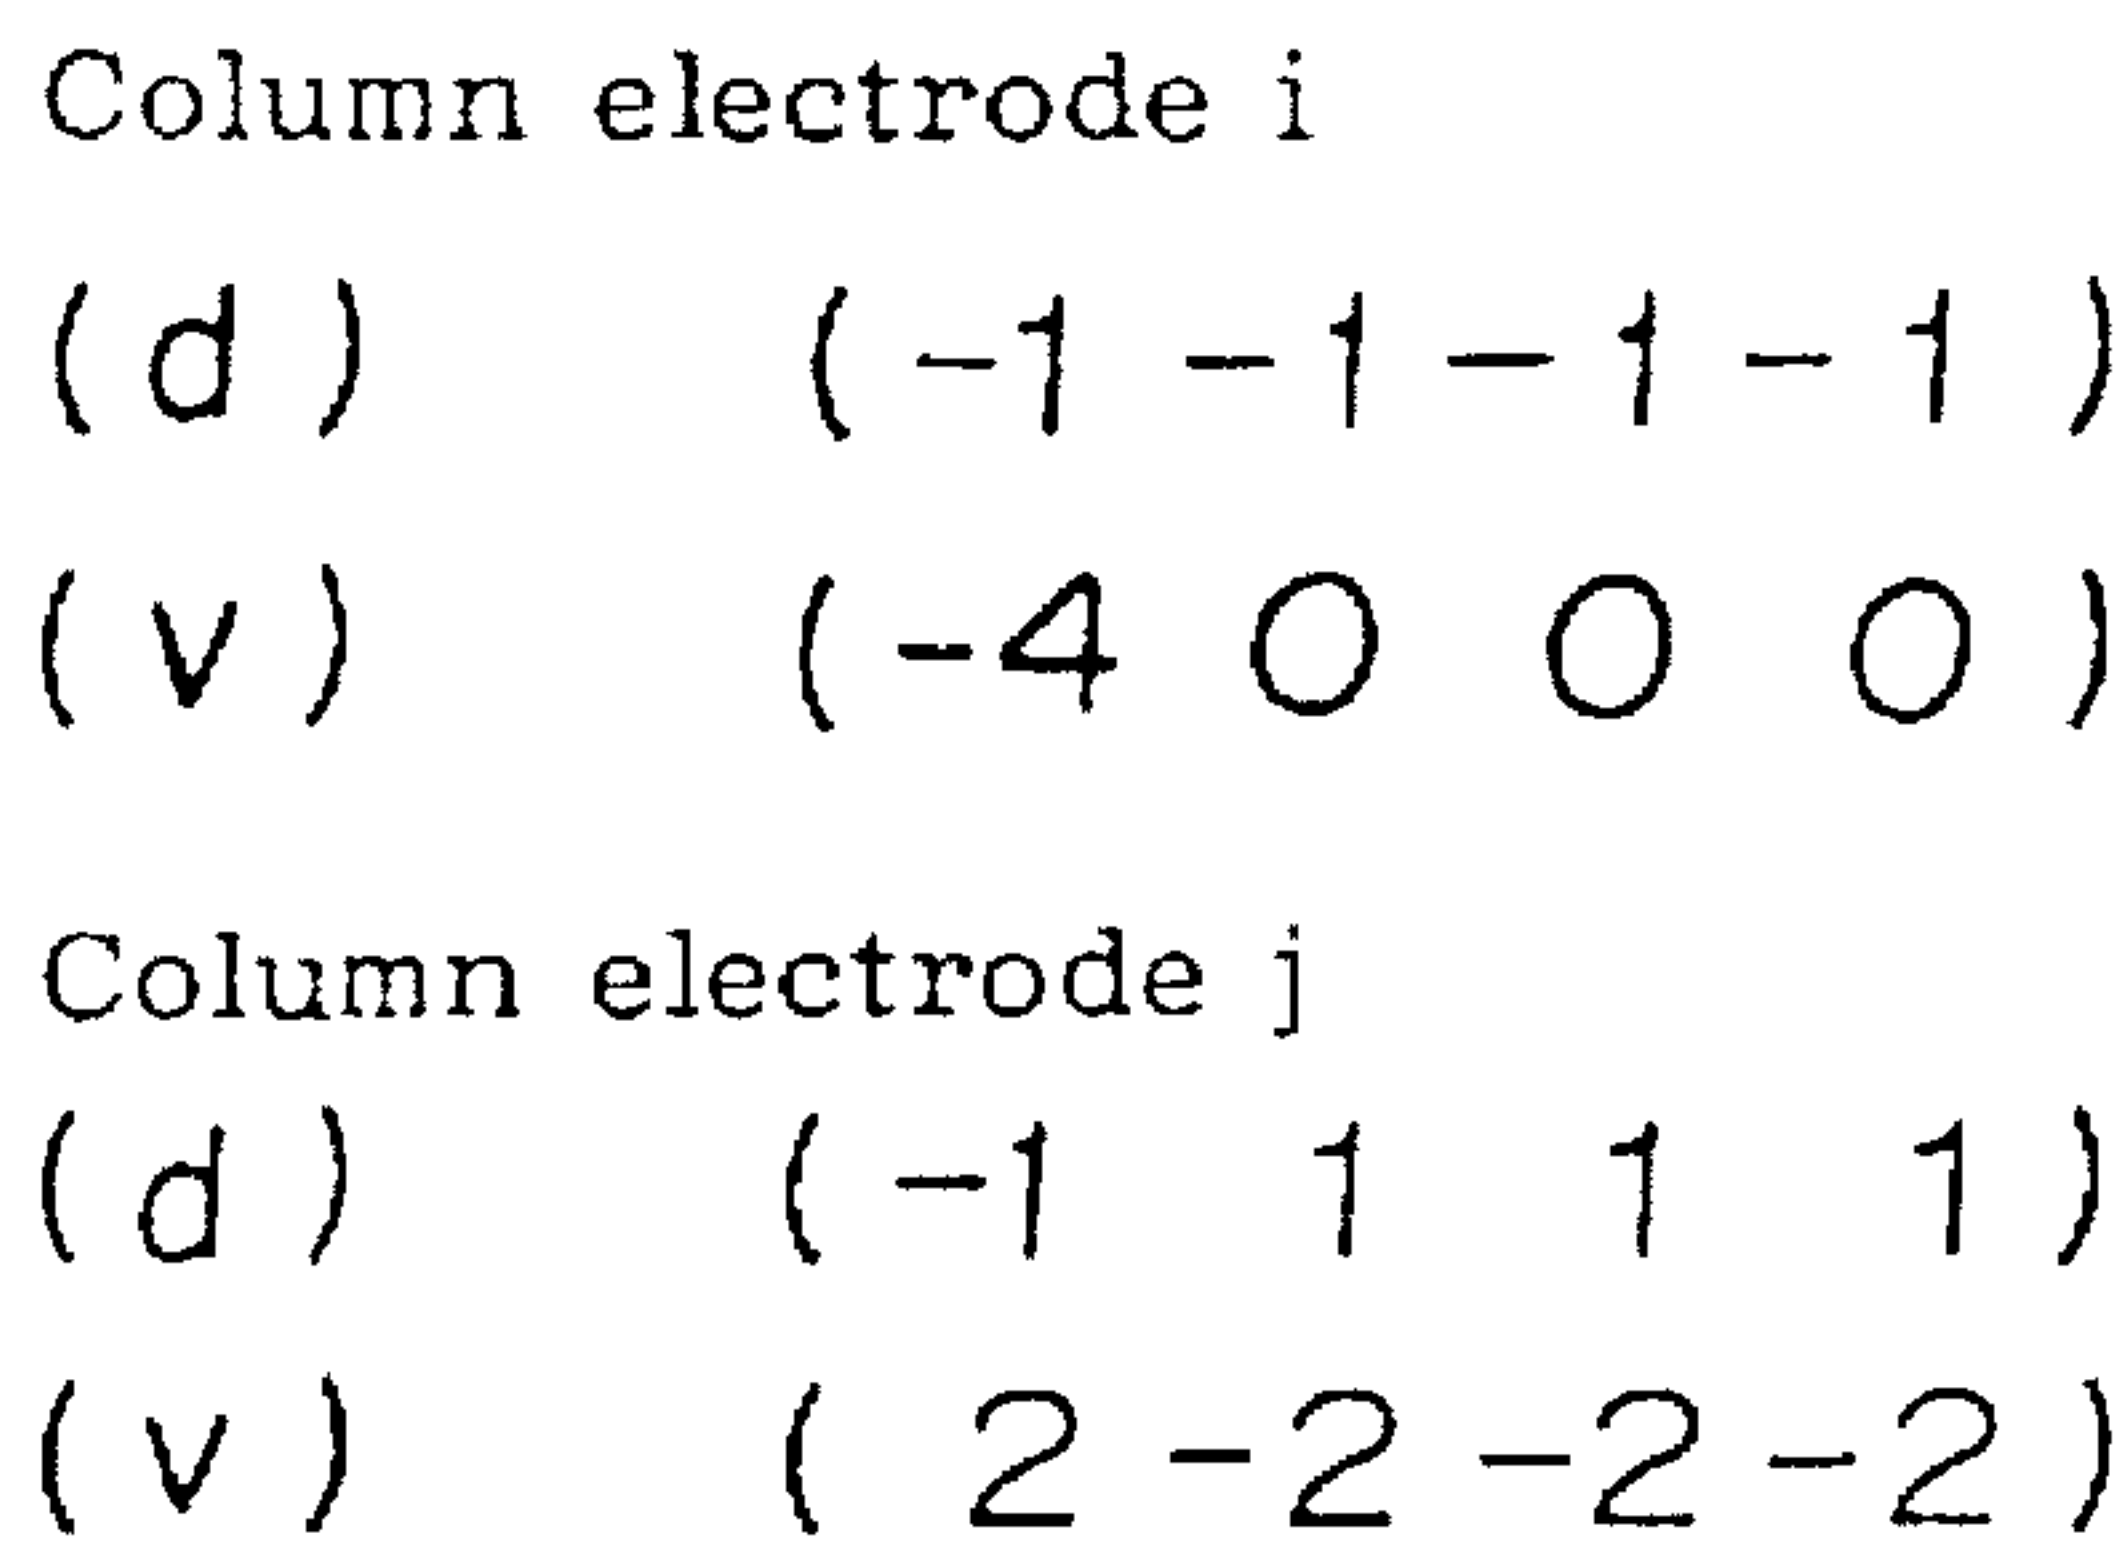 Column electrode i
(d) (-1 -1 -1 -1)
(v) (-4 0 0 0)
Column electrode j
(d) (-1 1 1 1)
(v) (2 -2 -2 -2)